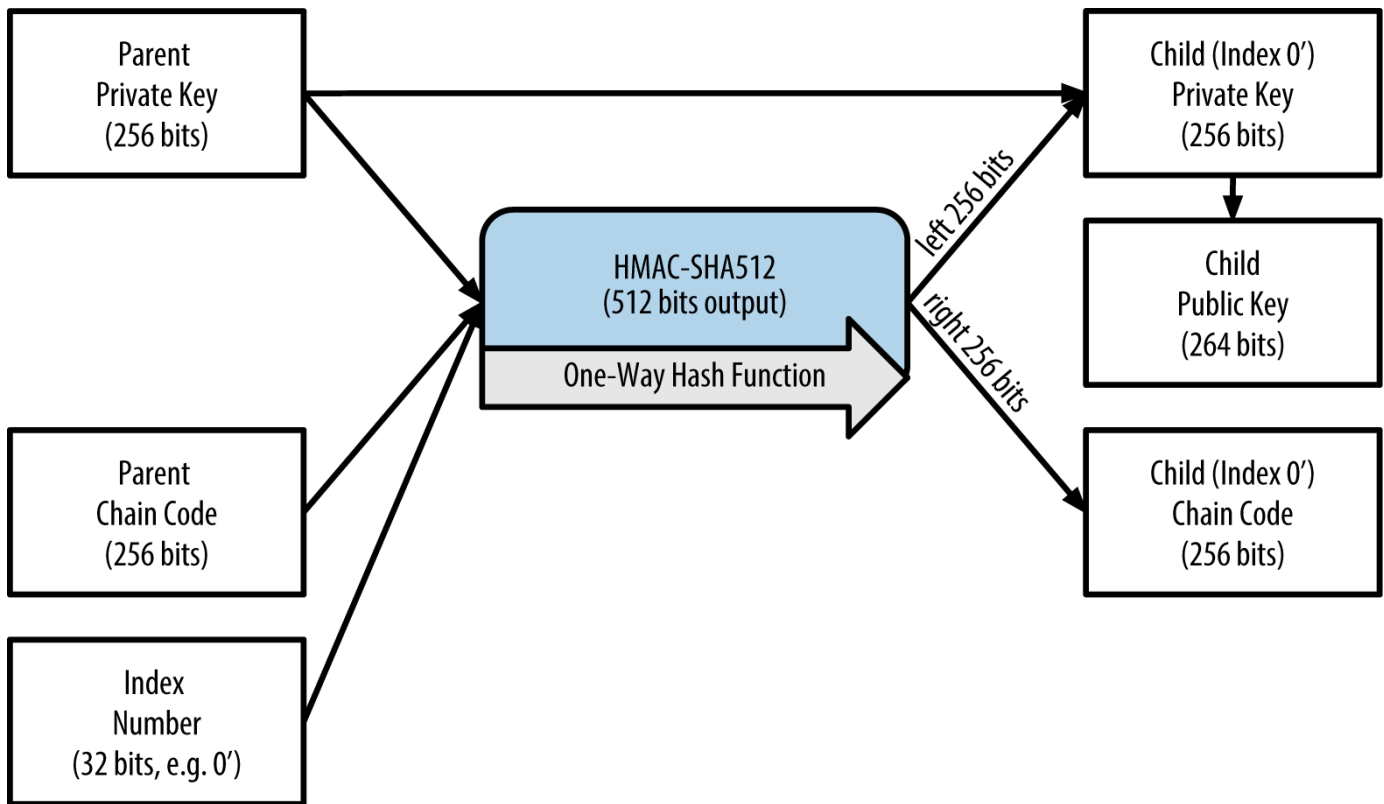 Parent
Private Key
(256 bits)
Child (Index 0’)
Private Key
(256 bits)
left 256 bits
HMAC-SHA512
(512 bits output)
One-Way Hash Function
right 256 bits
Child
Public Key
(264 bits)
Parent
Chain Code
(256 bits)
Child (Index 0’)
Chain Code
(256 bits)
Index
Number
(32 bits, e.g. 0’)